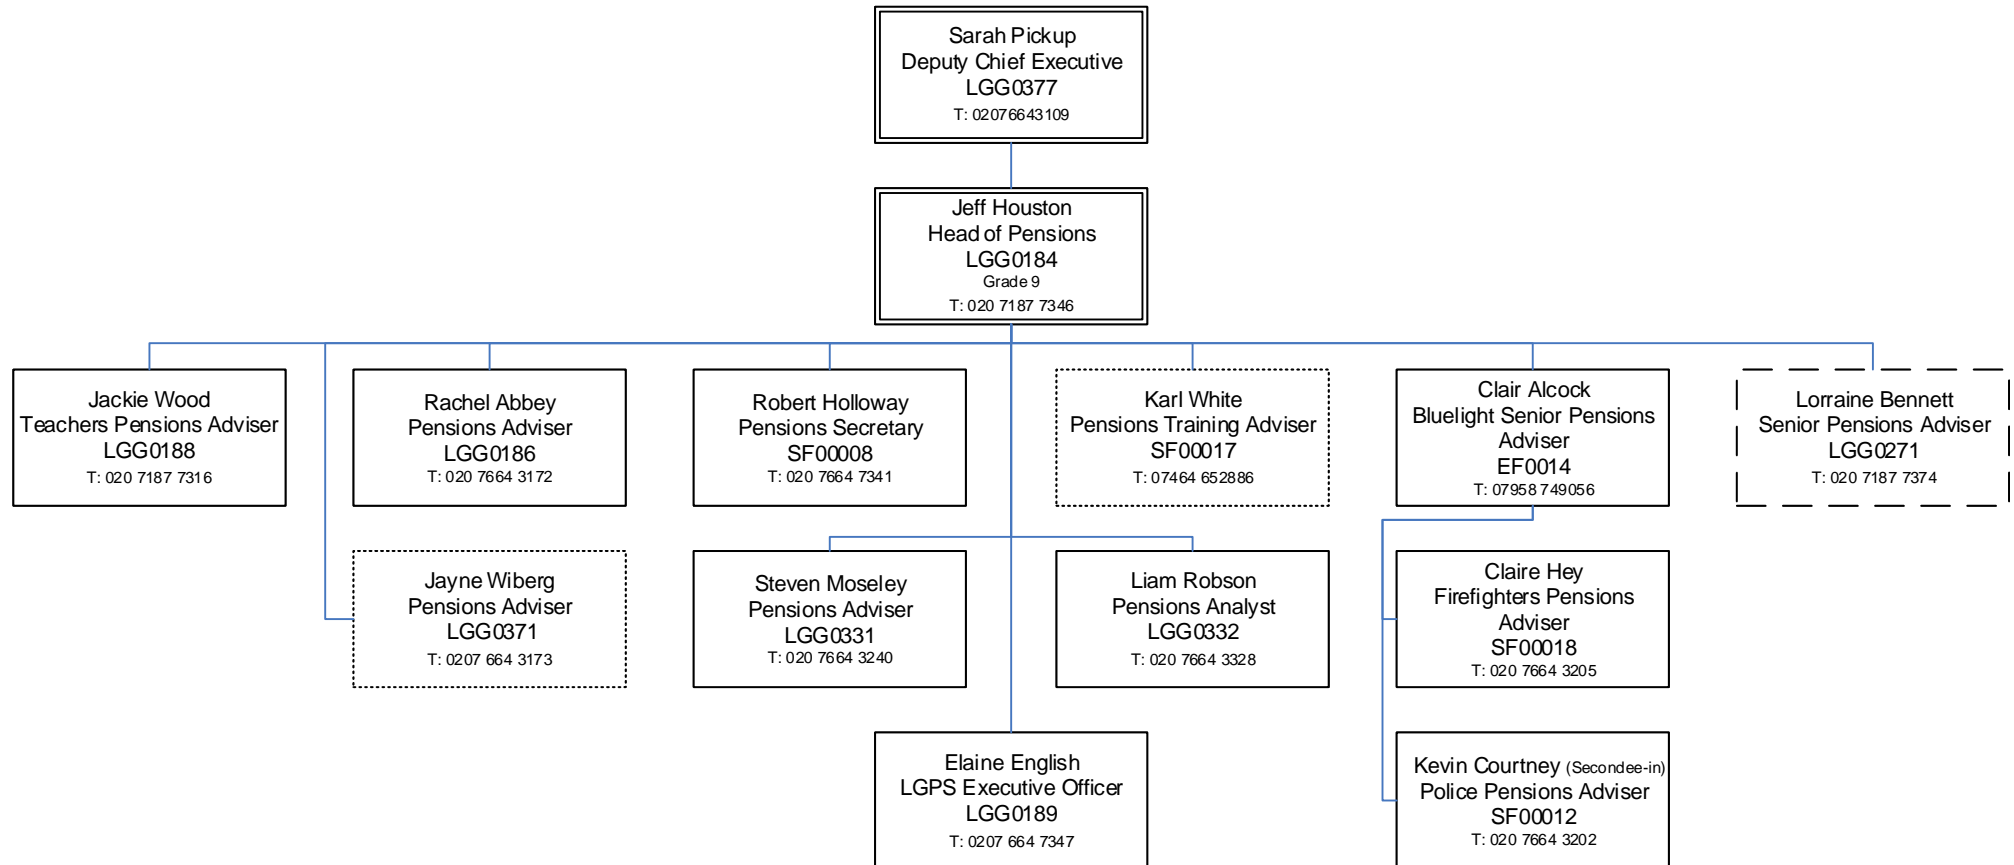 Sarah Pickup
Deputy Chief Executive
LGG0377
T: 02076643109
Jeff Houston
Head of Pensions
LGG0184
Grade 9
T: 020 7187 7346
Jackie Wood
Teachers Pensions Adviser
LGG0188
T: 020 7187 7316
Rachel Abbey
Pensions Adviser
LGG0186
T: 020 7664 3172
Robert Holloway
Pensions Secretary
SF00008
T: 020 7664 7341
Karl White
Pensions Training Adviser
SF00017
T: 07464 652886
Clair Alcock
Bluelight Senior Pensions
Adviser
EF0014
T: 07958 749056
Lorraine Bennett
Senior Pensions Adviser
LGG0271
T: 020 7187 7374
Jayne Wiberg
Pensions Adviser
LGG0371
T: 0207 664 3173
Steven Moseley
Pensions Adviser
LGG0331
T: 020 7664 3240
Liam Robson
Pensions Analyst
LGG0332
T: 020 7664 3328
Claire Hey
Firefighters Pensions
Adviser
SF00018
T: 020 7664 3205
Elaine English
LGPS Executive Officer
LGG0189
T: 0207 664 7347
Kevin Courtney (Secondee-in)
Police Pensions Adviser
SF00012
T: 020 7664 3202